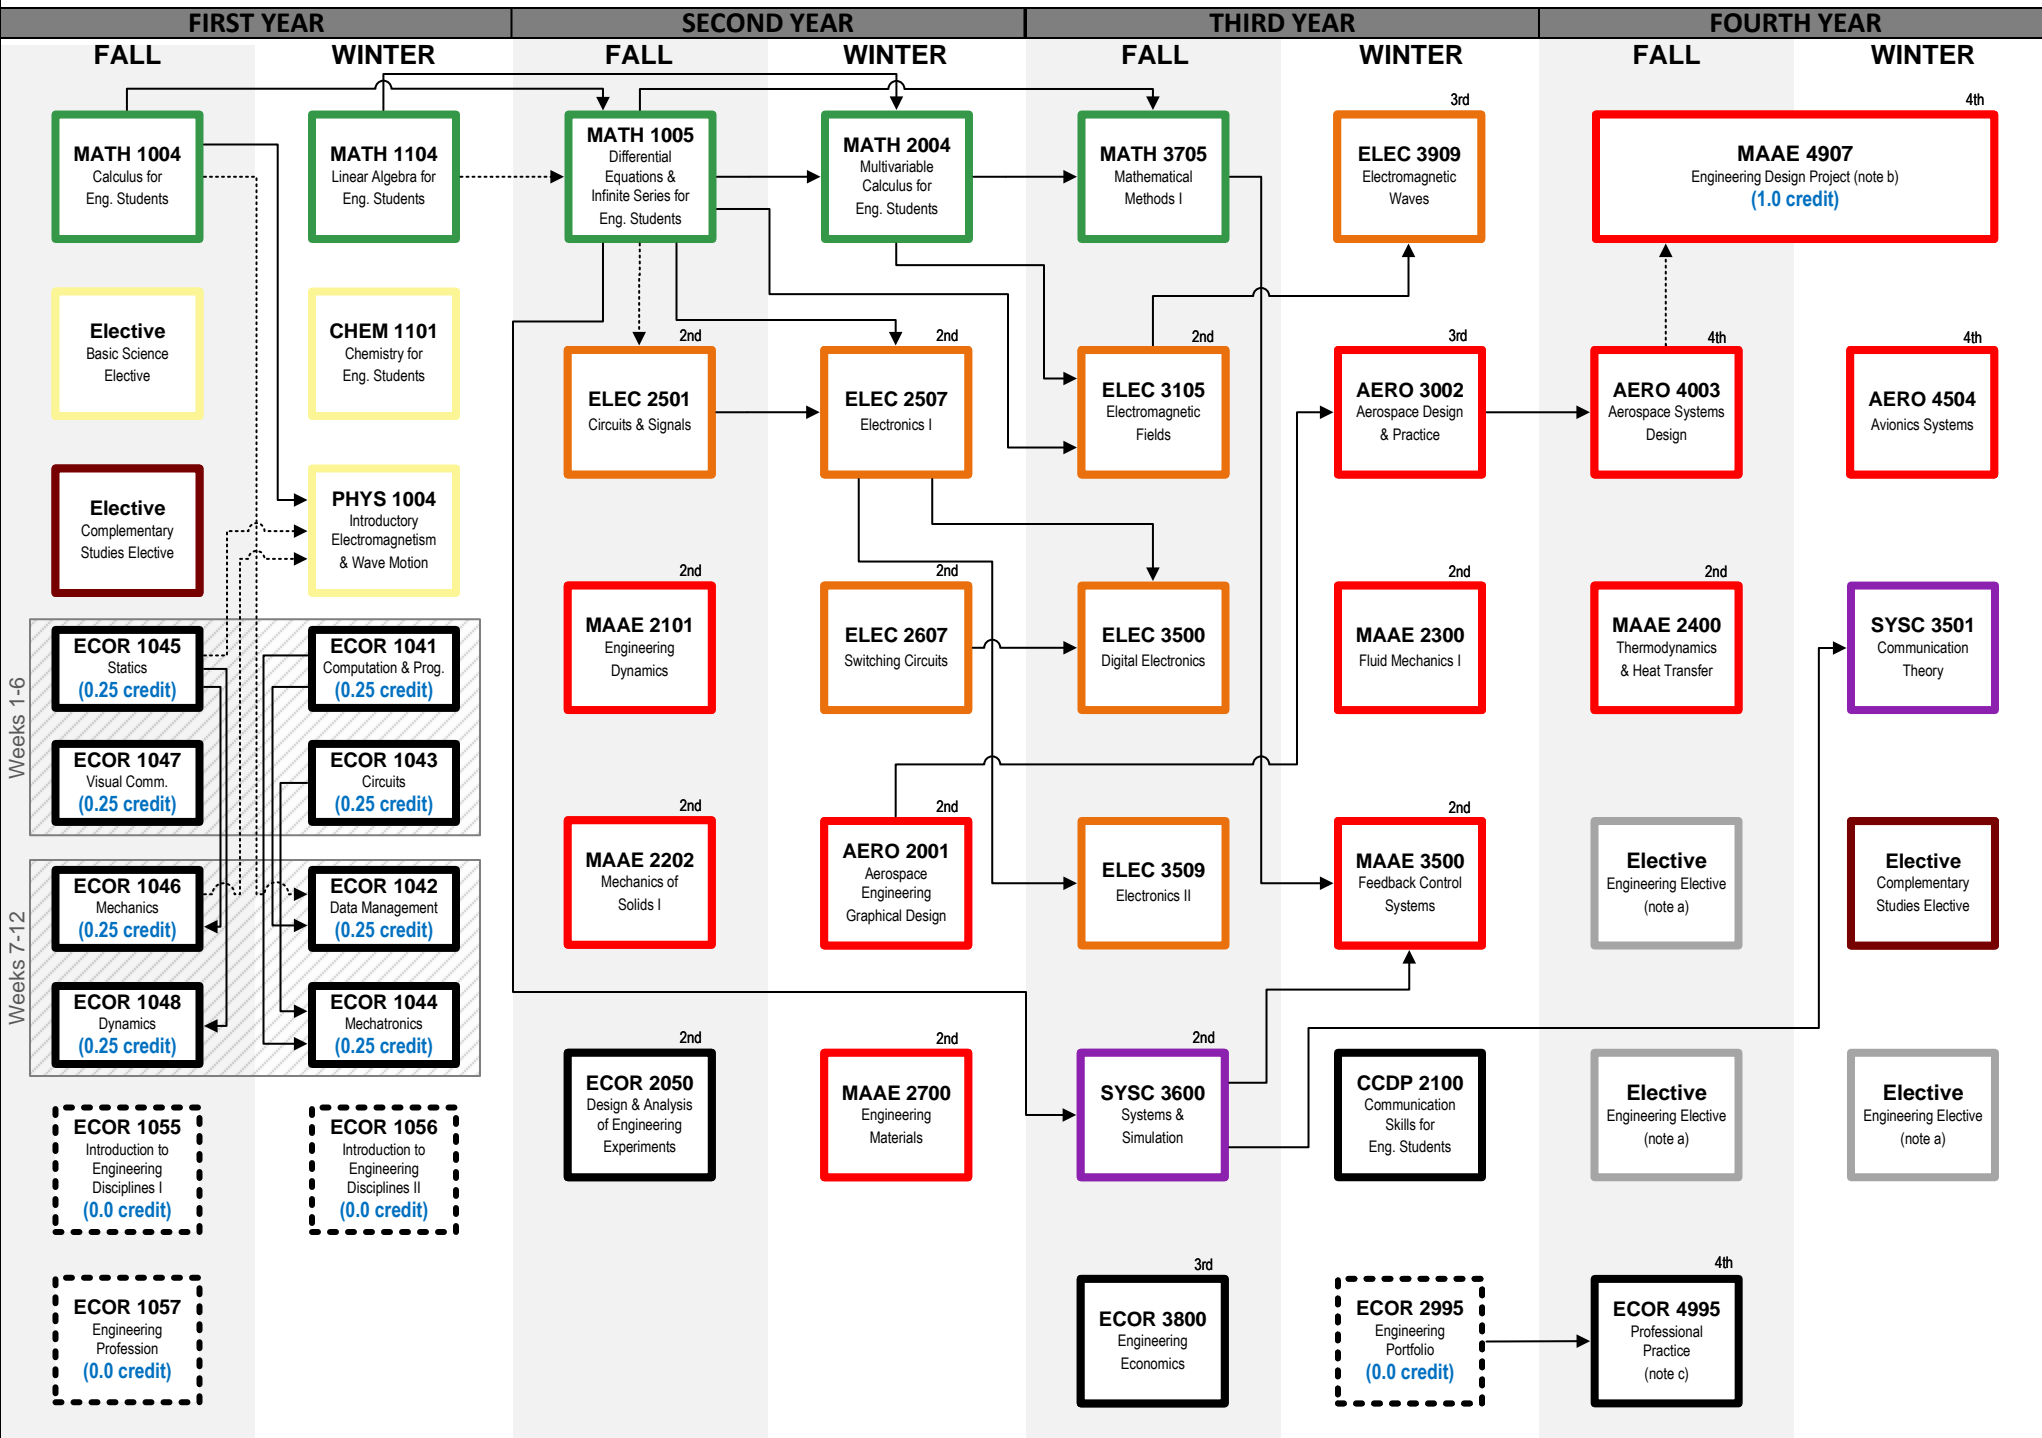 FIRST YEAR
SECOND YEAR
THIRD YEAR
FOURTH YEAR
FALL
WINTER
FALL
WINTER
FALL
WINTER
FALL
WINTER
MATH 1004
Calculus for
Eng. Students
MATH 1104
Linear Algebra for
Eng. Students
MATH 1005
Differential
Equations &
Infinite Series for
Eng. Students
MATH 2004
Multivariable
Calculus for
Eng. Students
MATH 3705
Mathematical
Methods I
3rd
ELEC 3909
Electromagnetic
Waves
4th
MAAE 4907
Engineering Design Project (note b)
(1.0 credit)
Elective
Basic Science
Elective
CHEM 1101
Chemistry for
Eng. Students
2nd
ELEC 2501
Circuits & Signals
2nd
ELEC 2507
Electronics I
2nd
ELEC 3105
Electromagnetic
Fields
3rd
AERO 3002
Aerospace Design
& Practice
4th
AERO 4003
Aerospace Systems
Design
4th
AERO 4504
Avionics Systems
Elective
Complementary
Studies Elective
PHYS 1004
Introductory
Electromagnetism
& Wave Motion
2nd
MAAE 2101
Engineering
Dynamics
2nd
ELEC 2607
Switching Circuits
ELEC 3500
Digital Electronics
2nd
MAAE 2300
Fluid Mechanics I
2nd
MAAE 2400
Thermodynamics
& Heat Transfer
SYSC 3501
Communication
Theory
Weeks 1-6
ECOR 1045
Statics
(0.25 credit)
ECOR 1041
Computation & Prog.
(0.25 credit)
ECOR 1047
Visual Comm.
(0.25 credit)
ECOR 1043
Circuits
(0.25 credit)
2nd
MAAE 2202
Mechanics of
Solids I
2nd
AERO 2001
Aerospace
Engineering
Graphical Design
ELEC 3509
Electronics II
2nd
MAAE 3500
Feedback Control
Systems
Elective
Engineering Elective
(note a)
Elective
Complementary
Studies Elective
Weeks 7-12
ECOR 1046
Mechanics
(0.25 credit)
ECOR 1042
Data Management
(0.25 credit)
ECOR 1048
Dynamics
(0.25 credit)
ECOR 1044
Mechatronics
(0.25 credit)
2nd
ECOR 2050
Design & Analysis
of Engineering
Experiments
2nd
MAAE 2700
Engineering
Materials
2nd
SYSC 3600
Systems &
Simulation
CCDP 2100
Communication
Skills for
Eng. Students
Elective
Engineering Elective
(note a)
Elective
Engineering Elective
(note a)
ECOR 1055
Introduction to
Engineering
Disciplines I
(0.0 credit)
ECOR 1056
Introduction to
Engineering
Disciplines II
(0.0 credit)
ECOR 1057
Engineering
Profession
(0.0 credit)
3rd
ECOR 3800
Engineering
Economics
ECOR 2995
Engineering
Portfolio
(0.0 credit)
4th
ECOR 4995
Professional
Practice
(note c)